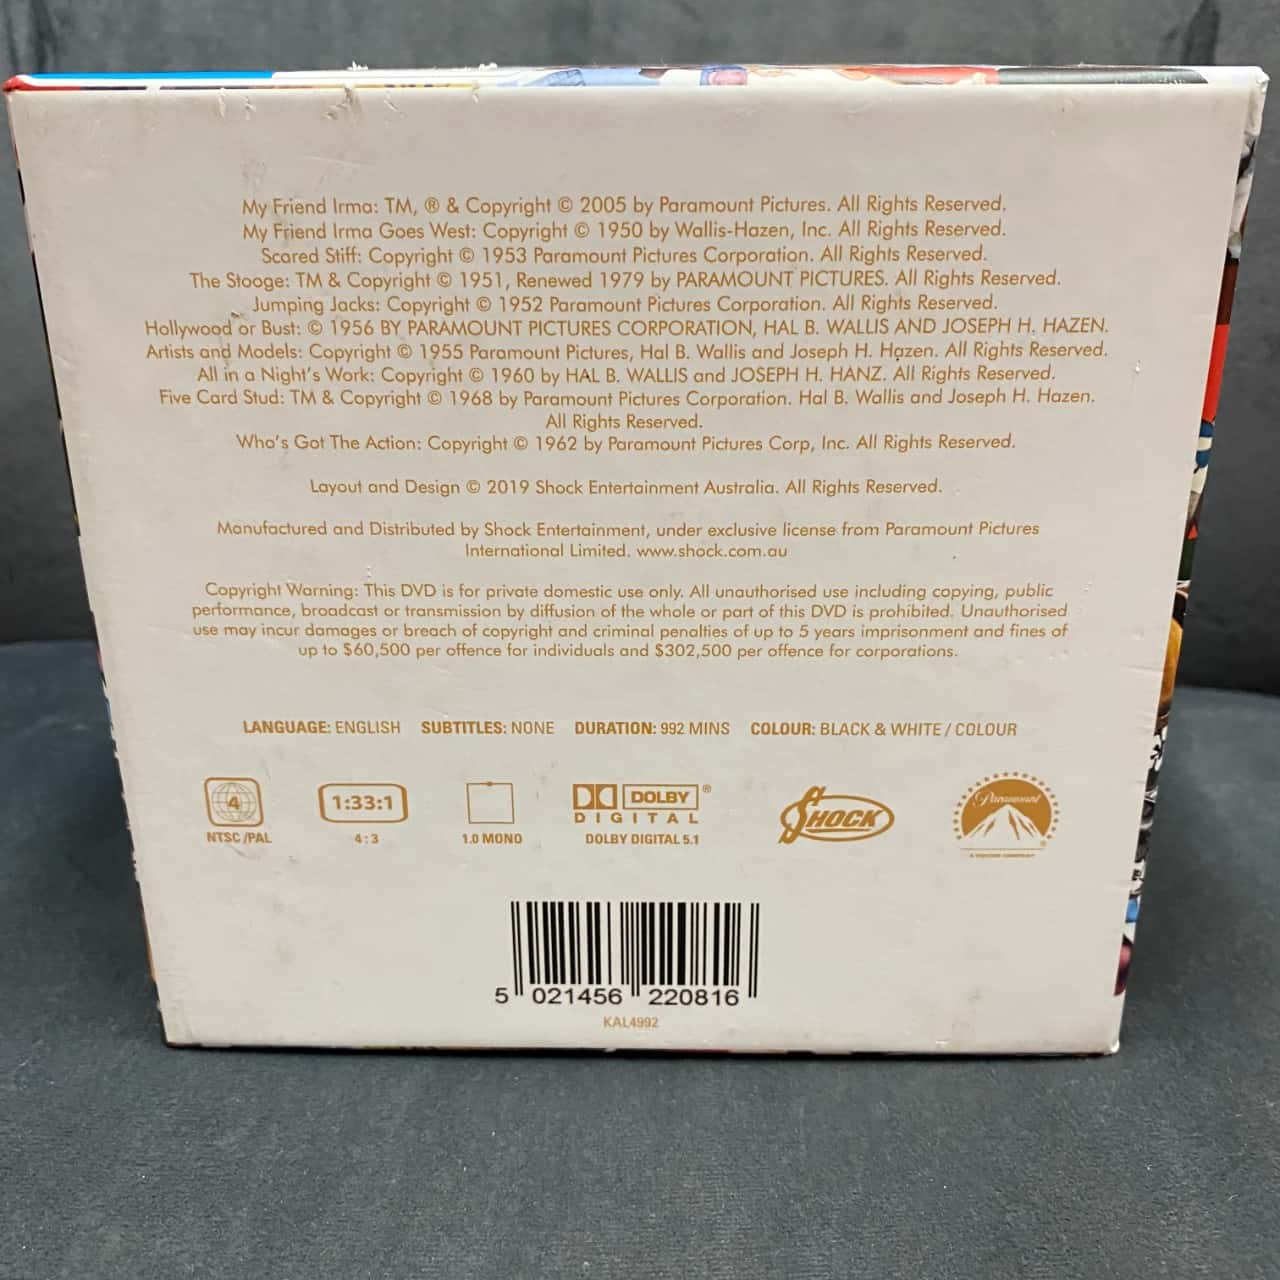 My Friend Irma: TM, ® & Copyright © 2005 by Paramount Pictures. All Rights Reserved.
My Friend Irma Goes West: Copyright © 1950 by Wallis-Hazen, Inc. All Rights Reserved.
Scared Stiff: Copyright © 1953 Paramount Pictures Corporation. All Rights Reserved.
The Stooge: TM & Copyright © 1951, Renewed 1979 by PARAMOUNT PICTURES. All Rights Reserved.
Jumping Jacks: Copyright © 1952 Paramount Pictures Corporation. All Rights Reserved.
Hollywood or Bust: © 1956 BY PARAMOUNT PICTURES CORPORATION, HAL B. WALLIS AND JOSEPH H. HAZEN.
Artists and Models: Copyright © 1955 Paramount Pictures, Hal B. Wallis and Joseph H. Hazen. All Rights Reserved.
All in a Night's Work: Copyright © 1960 by HAL B. WALLIS and JOSEPH H. HANZ. All Rights Reserved.
Five Card Stud: TM & Copyright © 1968 by Paramount Pictures Corporation. Hal B. Wallis and Joseph H. Hazen.
All Rights Reserved.
Who's Got The Action: Copyright © 1962 by Paramount Pictures Corp, Inc. All Rights Reserved.
Layout and Design © 2019 Shock Entertainment Australia. All Rights Reserved.
Manufactured and Distributed by Shock Entertainment, under exclusive license from Paramount Pictures
International Limited. www.shock.com.au
Copyright Warning: This DVD is for private domestic use only. All unauthorised use including copying, public
performance, broadcast or transmission by diffusion of the whole or part of this DVD is prohibited. Unauthorised
use may incur damages or breach of copyright and criminal penalties of up to 5 years imprisonment and fines of
up to $60,500 per offence for individuals and $302,500 per offence for corporations.
LANGUAGE: ENGLISH SUBTITLES: NONE DURATION: 992 MINS COLOUR: BLACK & WHITE / COLOUR
4
NTSC /PAL
1:33:1
4:3
1.0 MONO
DOLBY ®
DIGITAL
DOLBY DIGITAL 5.1
SHOCK
Paramount ®
A VIACOM COMPANY
5 021456 220816
KAL4992